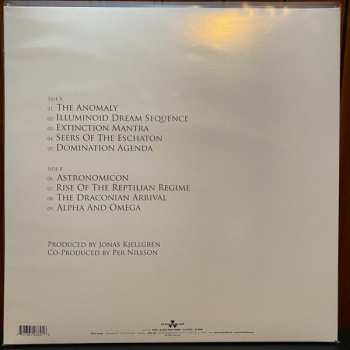 Side A
01. The Anomaly
02. Illuminoid Dream Sequence
03. Extinction Mantra
04. Seers Of The Eschaton
05. Domination Agenda
Side B
06. Astronomicon
07. Rise Of The Reptilian Regime
08. The Draconian Arrival
09. Alpha And Omega
Produced by Jonas Kjellgren
Co-Produced by Per Nilsson